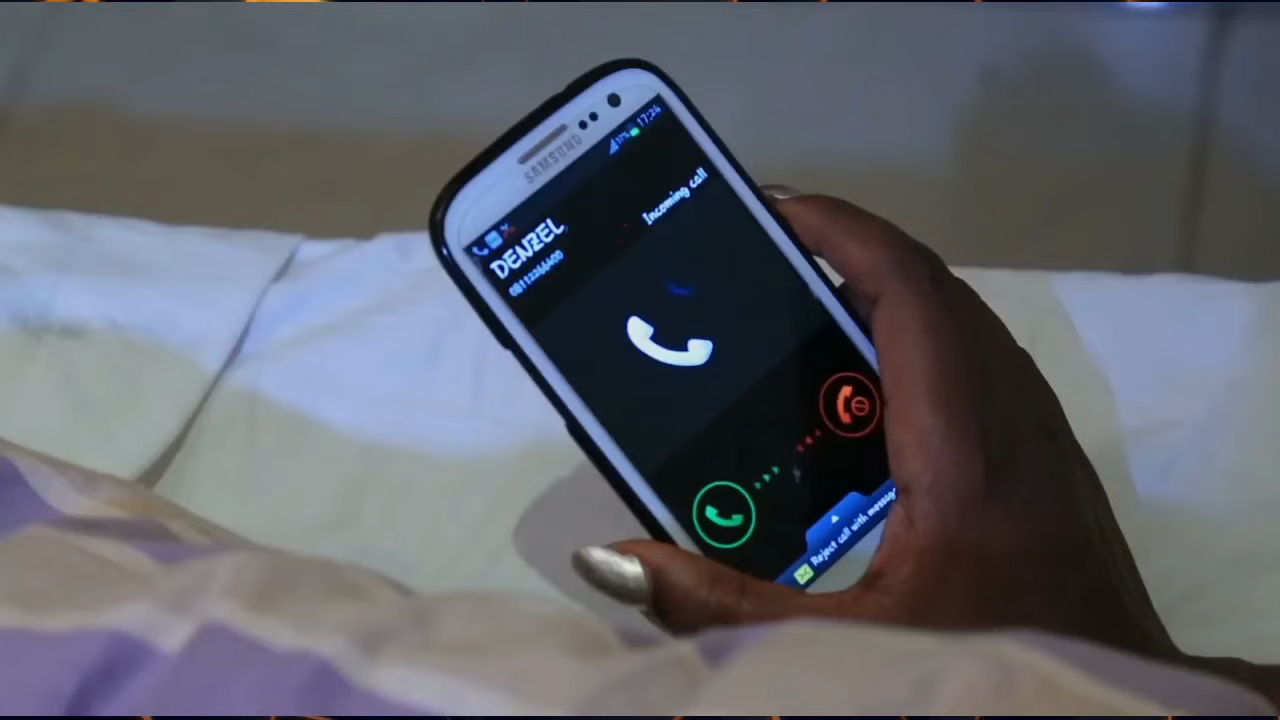 SAMSUNG
17:24
Incoming call
DENZEL
Reject call with message